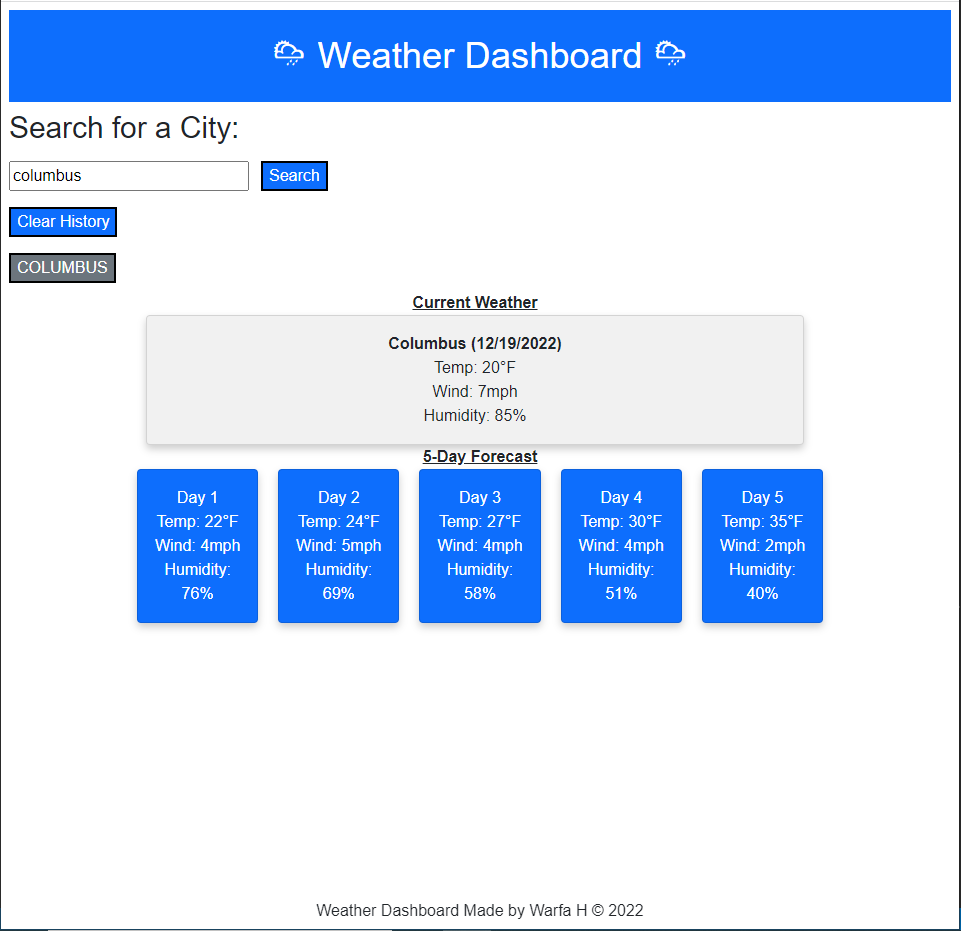 Weather Dashboard
Search for a City:
columbus
Search
Clear History
COLUMBUS
Current Weather
Columbus (12/19/2022)
Temp: 20°F
Wind: 7mph
Humidity: 85%
5-Day Forecast
Day 1
Temp: 22°F
Wind: 4mph
Humidity:
76%
Day 2
Temp: 24°F
Wind: 5mph
Humidity:
69%
Day 3
Temp: 27°F
Wind: 4mph
Humidity:
58%
Day 4
Temp: 30°F
Wind: 4mph
Humidity:
51%
Day 5
Temp: 35°F
Wind: 2mph
Humidity:
40%
Weather Dashboard Made by Warfa H © 2022